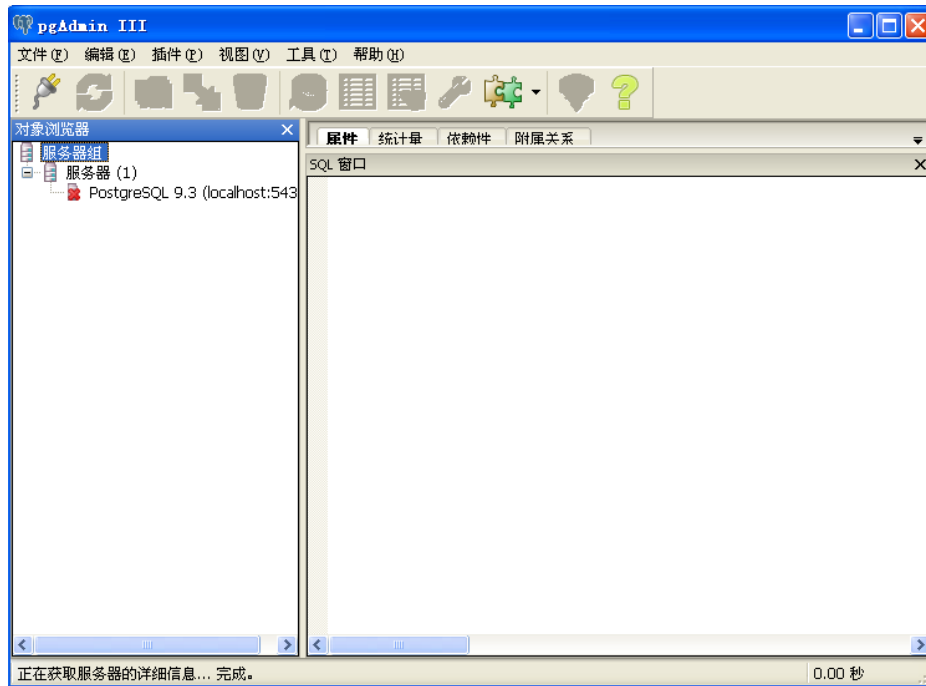 pgAdmin III
文件(F) 编辑(E) 插件(P) 视图(V) 工具(T) 帮助(H)
对象浏览器
服务器组
服务器 (1)
PostgreSQL 9.3 (localhost:543
属性 统计量 依赖性 附属关系
SQL 窗口
正在获取服务器的详细信息... 完成。
0.00 秒